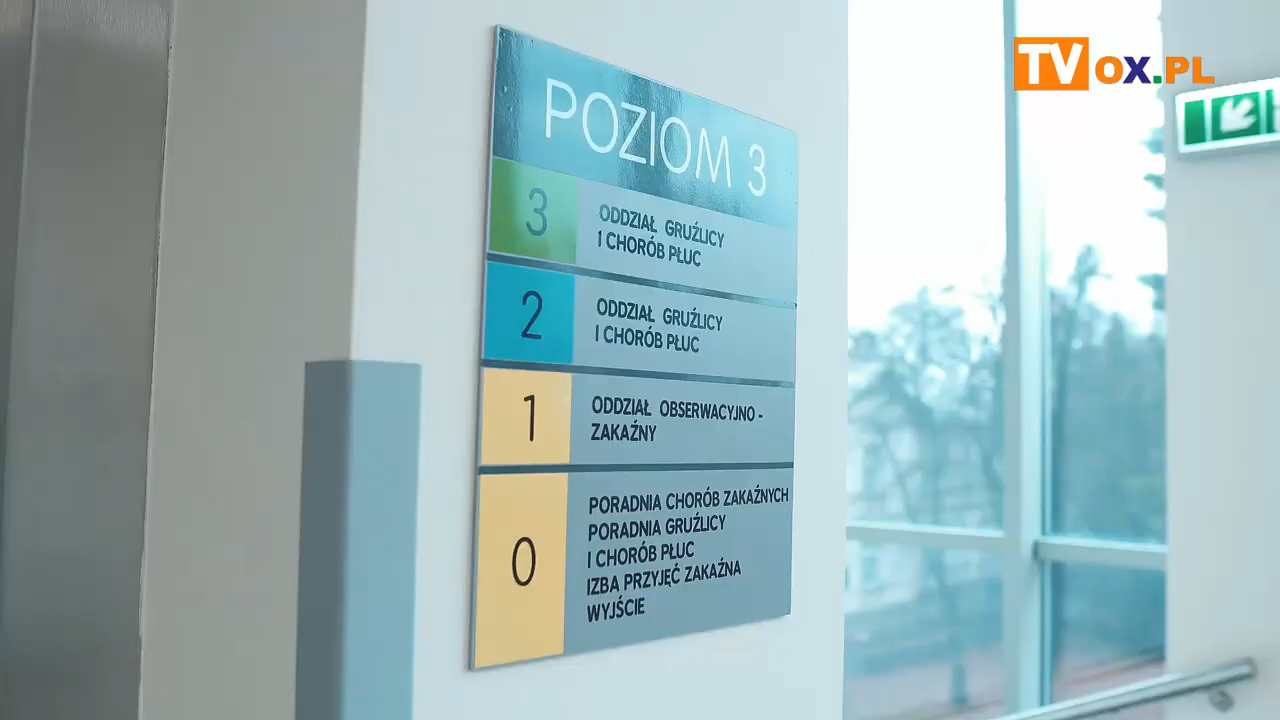 TVOX.PL
POZIOM 3
3
ODDZIAŁ GRUŹLICY
I CHORÓB PŁUC
2
ODDZIAŁ GRUŹLICY
I CHORÓB PŁUC
1
ODDZIAŁ OBSERWACYJNO -
ZAKAŹNY
0
PORADNIA CHORÓB ZAKAŹNYCH
PORADNIA GRUŹLICY
I CHORÓB PŁUC
IZBA PRZYJĘĆ ZAKAŹNA
WYJŚCIE